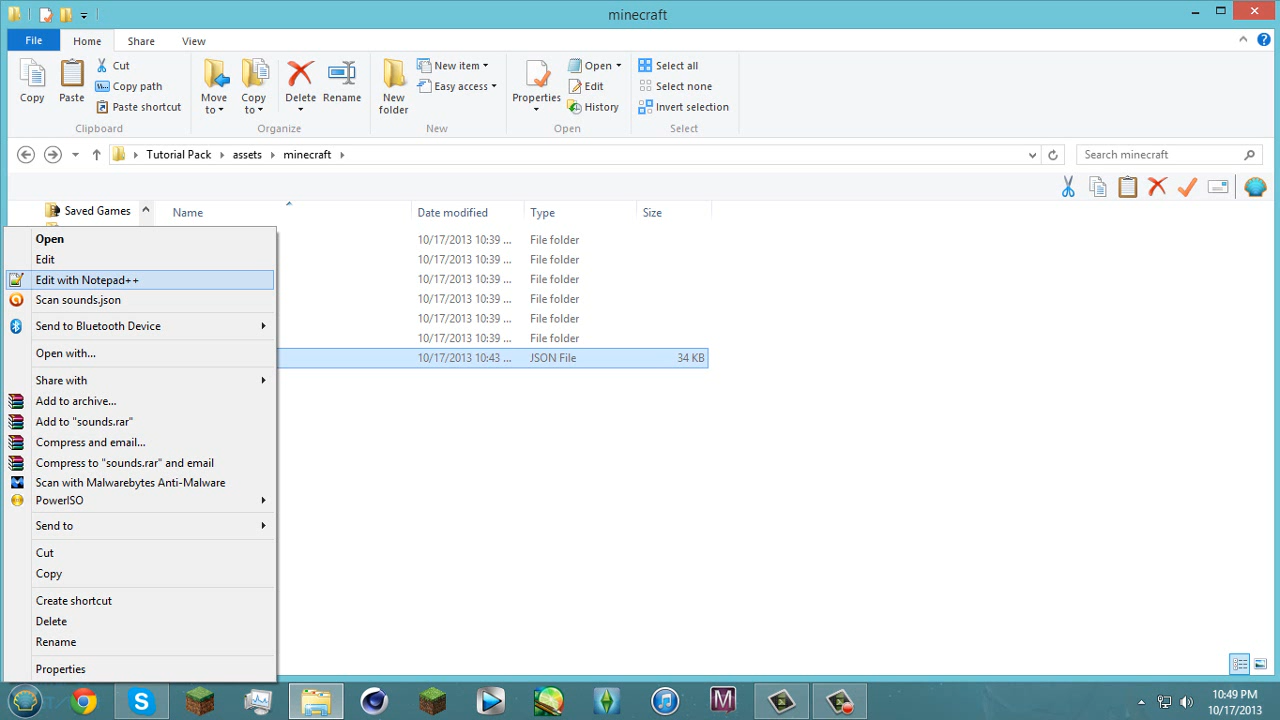 minecraft
File Home Share View
Copy Paste Cut Copy path Paste shortcut
Clipboard
Move to Copy to Delete Rename
Organize
New folder New item Easy access
New
Properties Open Edit History
Open
Select all Select none Invert selection
Select
Tutorial Pack assets minecraft
Search minecraft
Saved Games
Name Date modified Type Size
10/17/2013 10:39 ... File folder
10/17/2013 10:39 ... File folder
10/17/2013 10:39 ... File folder
10/17/2013 10:39 ... File folder
10/17/2013 10:39 ... File folder
10/17/2013 10:39 ... File folder
10/17/2013 10:43 ... JSON File 34 KB
Open
Edit
Edit with Notepad++
Scan sounds.json
Send to Bluetooth Device
Open with...
Share with
Add to archive...
Add to "sounds.rar"
Compress and email...
Compress to "sounds.rar" and email
Scan with Malwarebytes Anti-Malware
PowerISO
Send to
Cut
Copy
Create shortcut
Delete
Rename
Properties
10:49 PM
10/17/2013